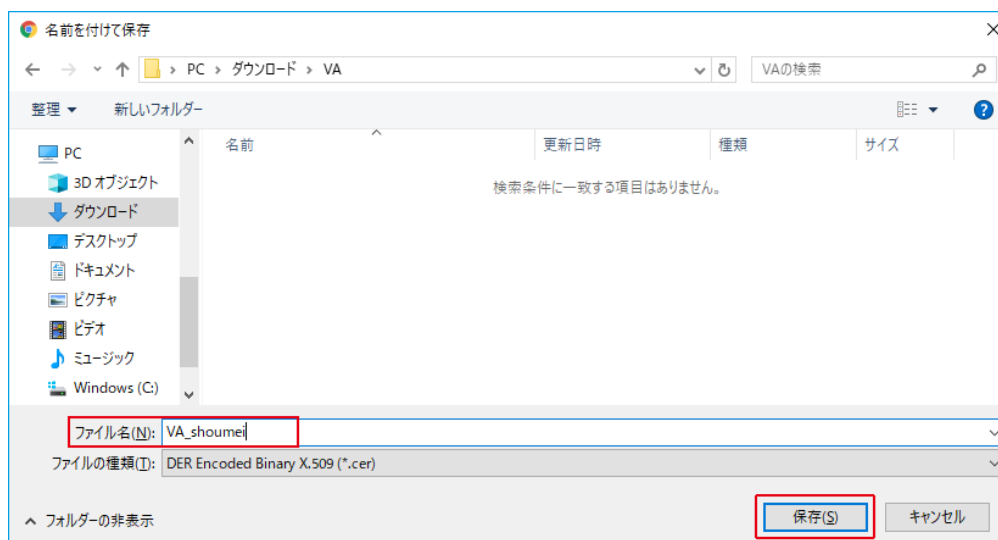 名前を付けて保存
PC › ダウンロード › VA
VAの検索
整理 新しいフォルダー
名前 更新日時 種類 サイズ
検索条件に一致する項目はありません。
PC
3D オブジェクト
ダウンロード
デスクトップ
ドキュメント
ピクチャ
ビデオ
ミュージック
Windows (C:)
ファイル名(N): VA_shoumei
ファイルの種類(T): DER Encoded Binary X.509 (*.cer)
フォルダーの非表示
保存(S) キャンセル